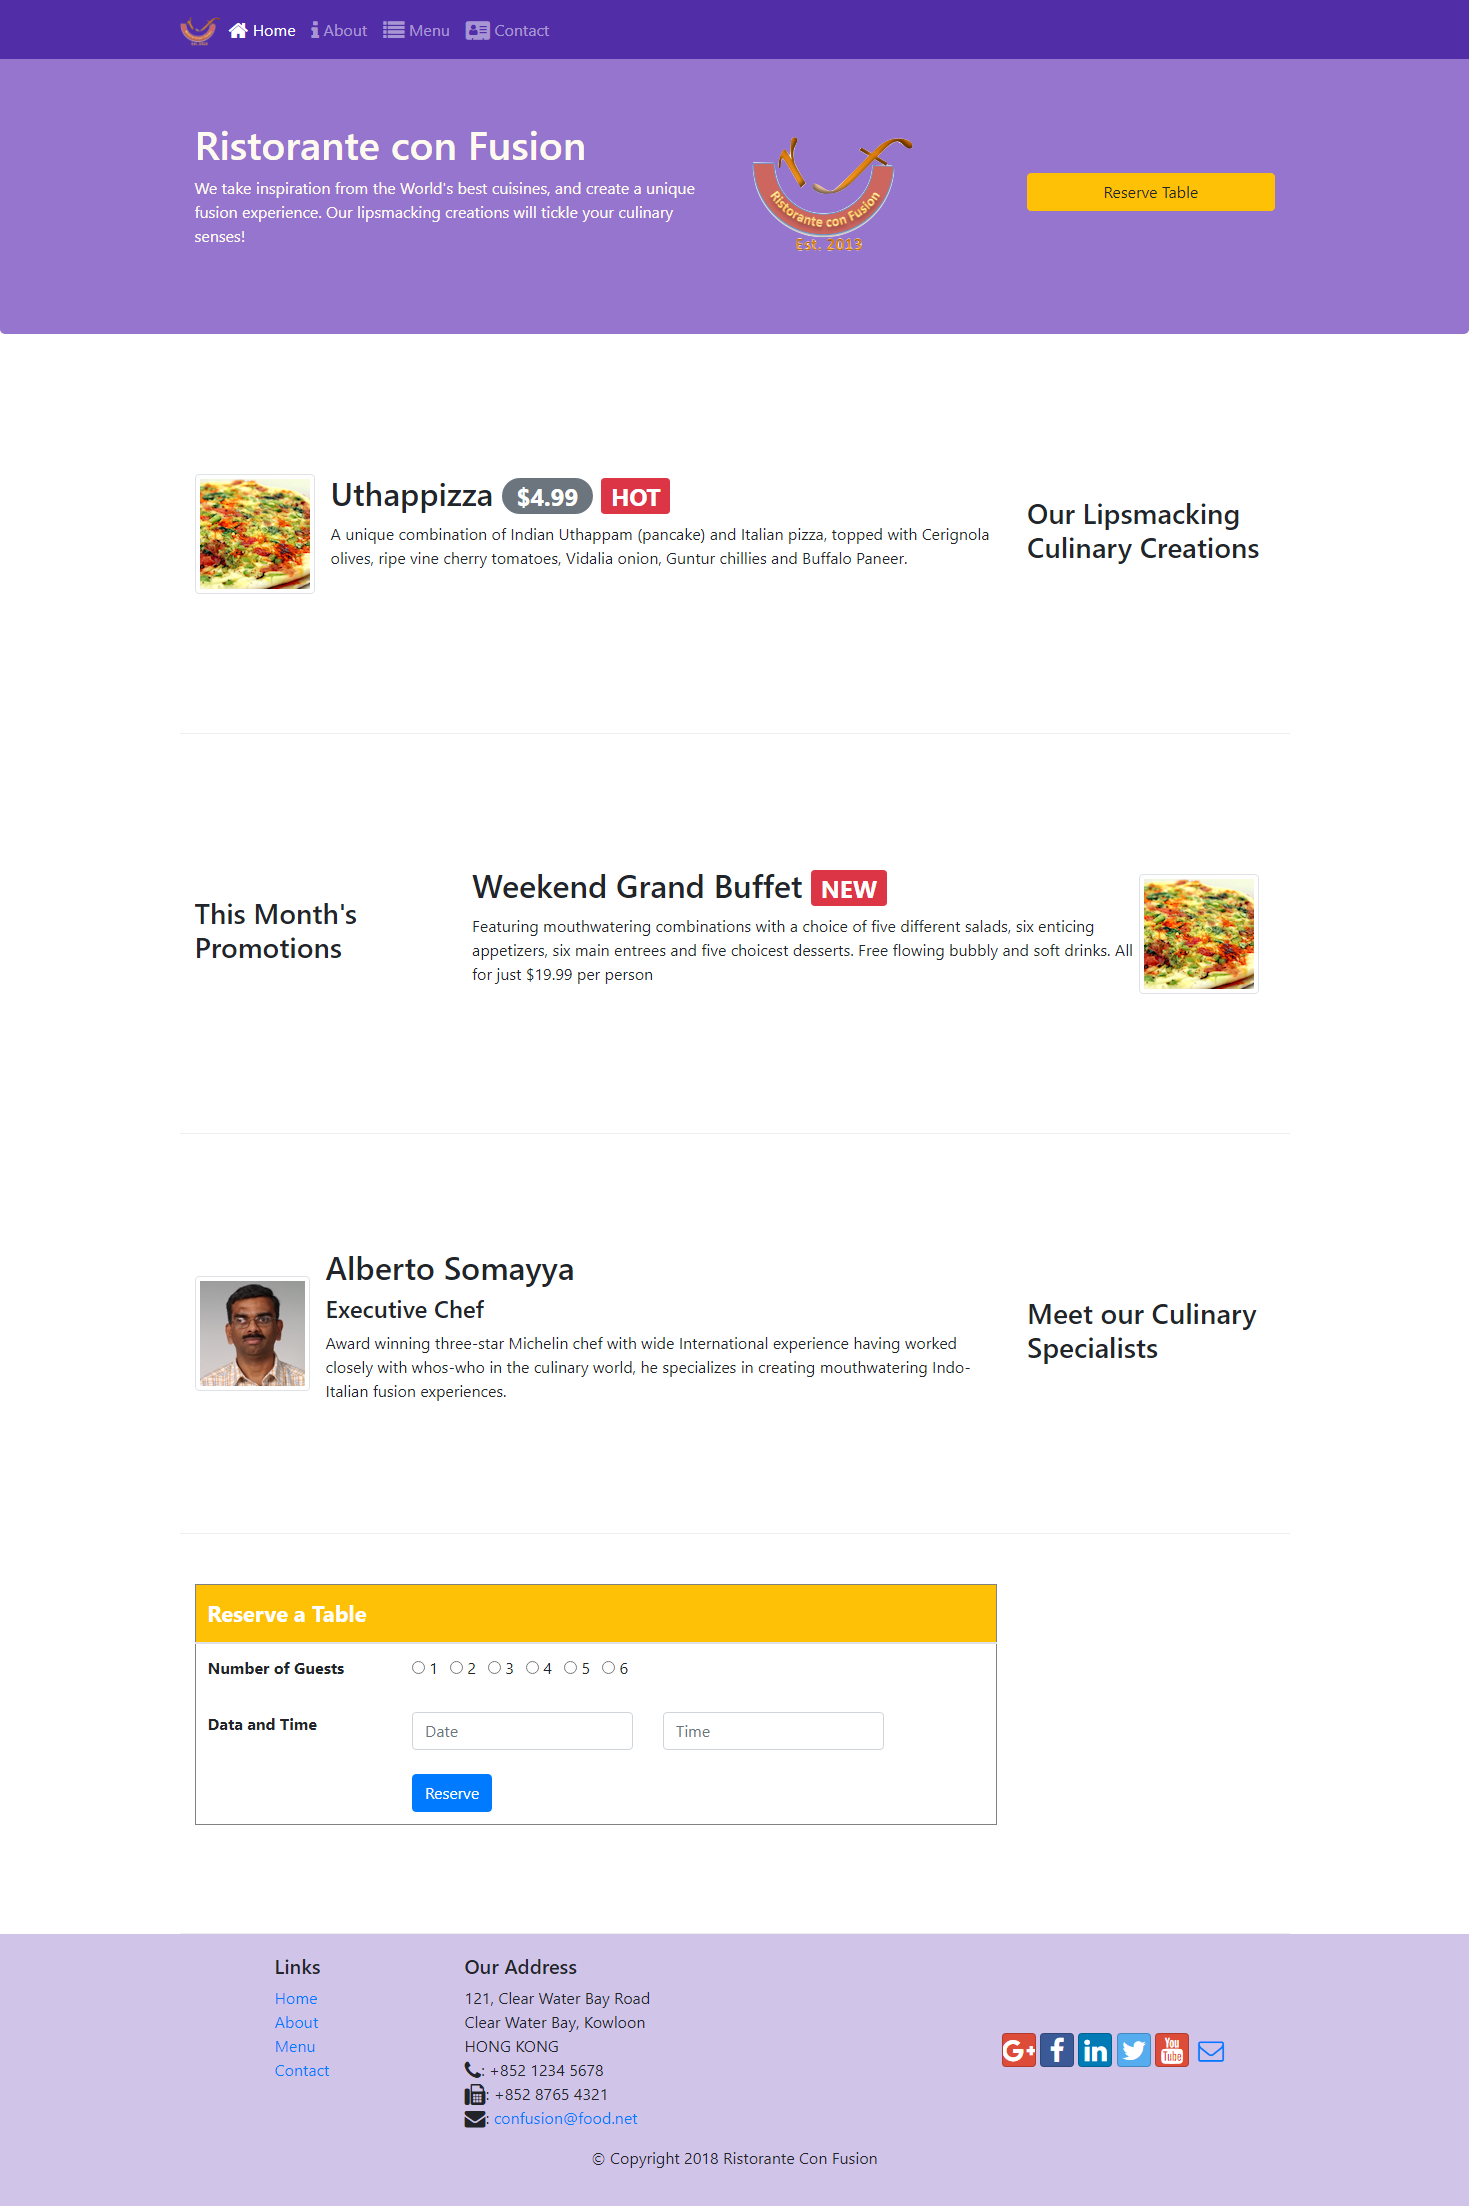 Home About Menu Contact
Ristorante con Fusion
We take inspiration from the World's best cuisines, and create a unique
fusion experience. Our lipsmacking creations will tickle your culinary
senses!
Ristorante con Fusion
Est. 2013
Reserve Table
Uthappizza $4.99 HOT
A unique combination of Indian Uthappam (pancake) and Italian pizza, topped with Cerignola
olives, ripe vine cherry tomatoes, Vidalia onion, Guntur chillies and Buffalo Paneer.
Our Lipsmacking
Culinary Creations
This Month's
Promotions
Weekend Grand Buffet NEW
Featuring mouthwatering combinations with a choice of five different salads, six enticing
appetizers, six main entrees and five choicest desserts. Free flowing bubbly and soft drinks. All
for just $19.99 per person
Alberto Somayya
Executive Chef
Award winning three-star Michelin chef with wide International experience having worked
closely with whos-who in the culinary world, he specializes in creating mouthwatering Indo-
Italian fusion experiences.
Meet our Culinary
Specialists
Reserve a Table
Number of Guests 1 2 3 4 5 6
Data and Time Date Time
Reserve
Links
Home
About
Menu
Contact
Our Address
121, Clear Water Bay Road
Clear Water Bay, Kowloon
HONG KONG
: +852 1234 5678
: +852 8765 4321
: confusion@food.net
G+ f in You Tube
© Copyright 2018 Ristorante Con Fusion